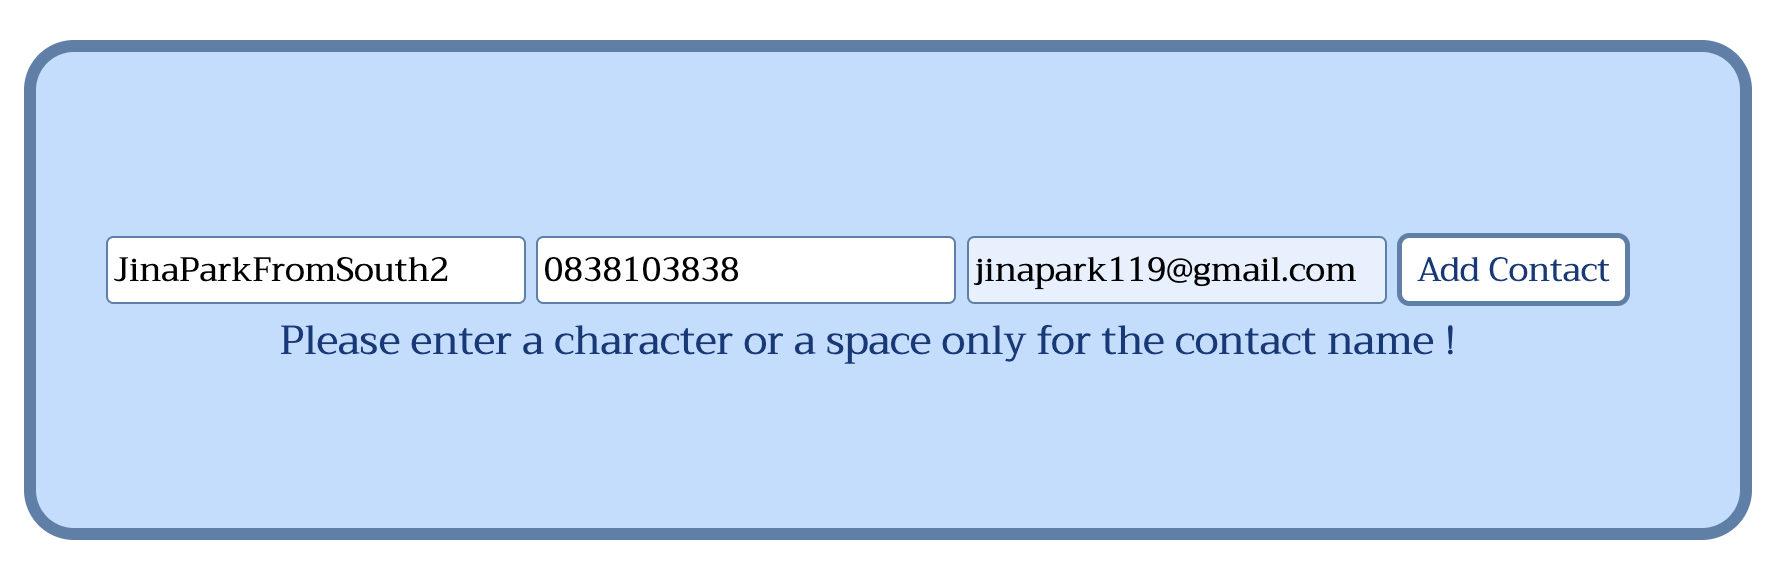 JinaParkFromSouth2 0838103838 jinapark119@gmail.com Add Contact
Please enter a character or a space only for the contact name !